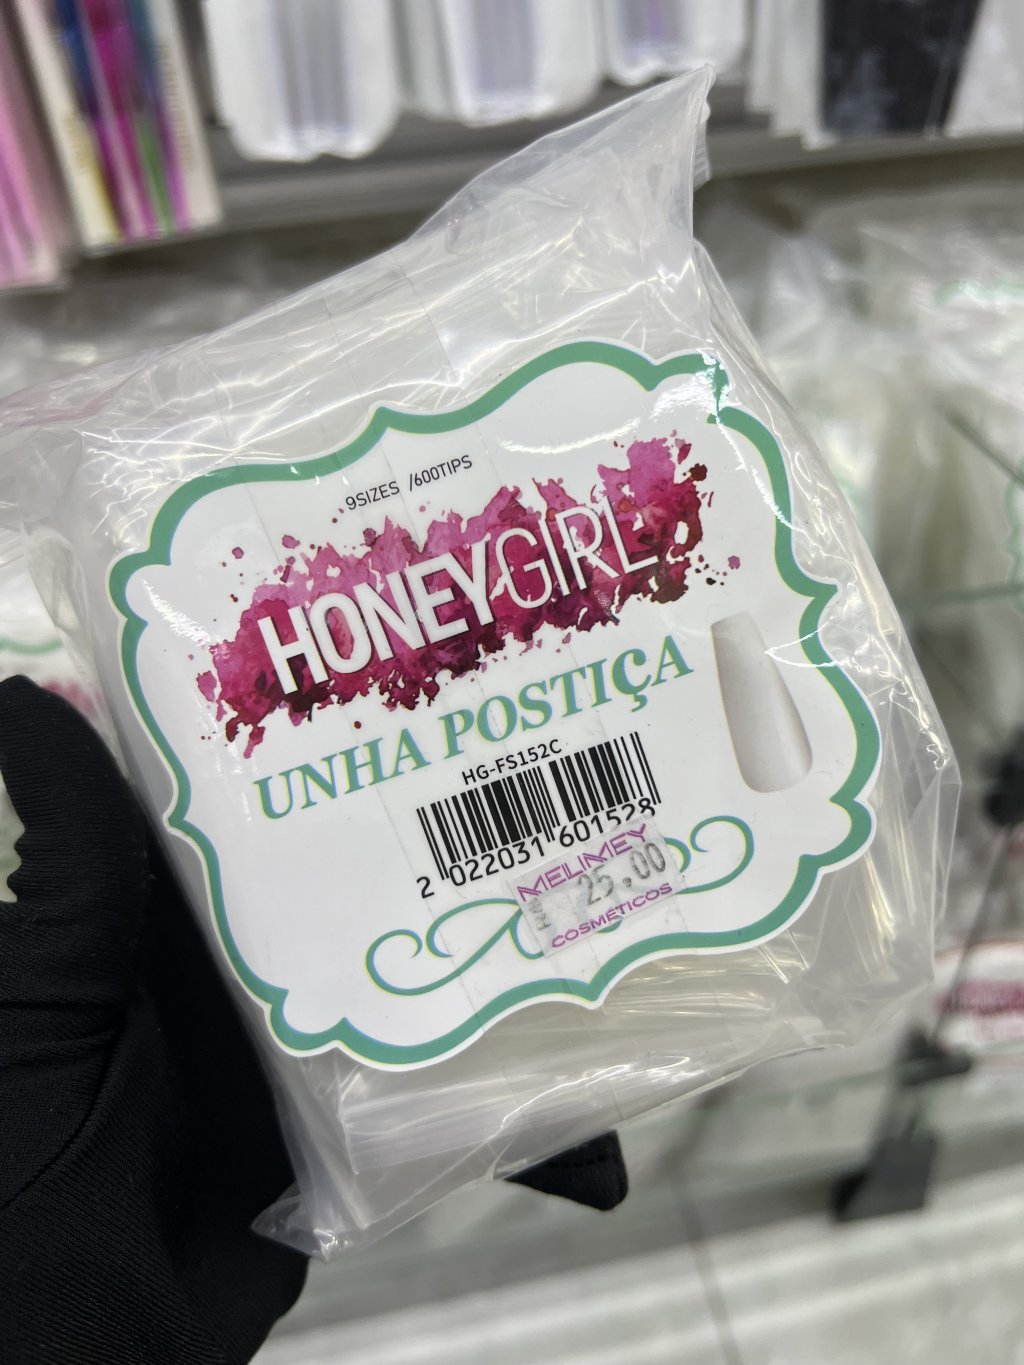 9SIZES /600TIPS
HONEYGIRL
UNHA POSTIÇA
HG-FS152C
2 022031 601528
MELIMEY
R$ 25.00
COSMÉTICOS